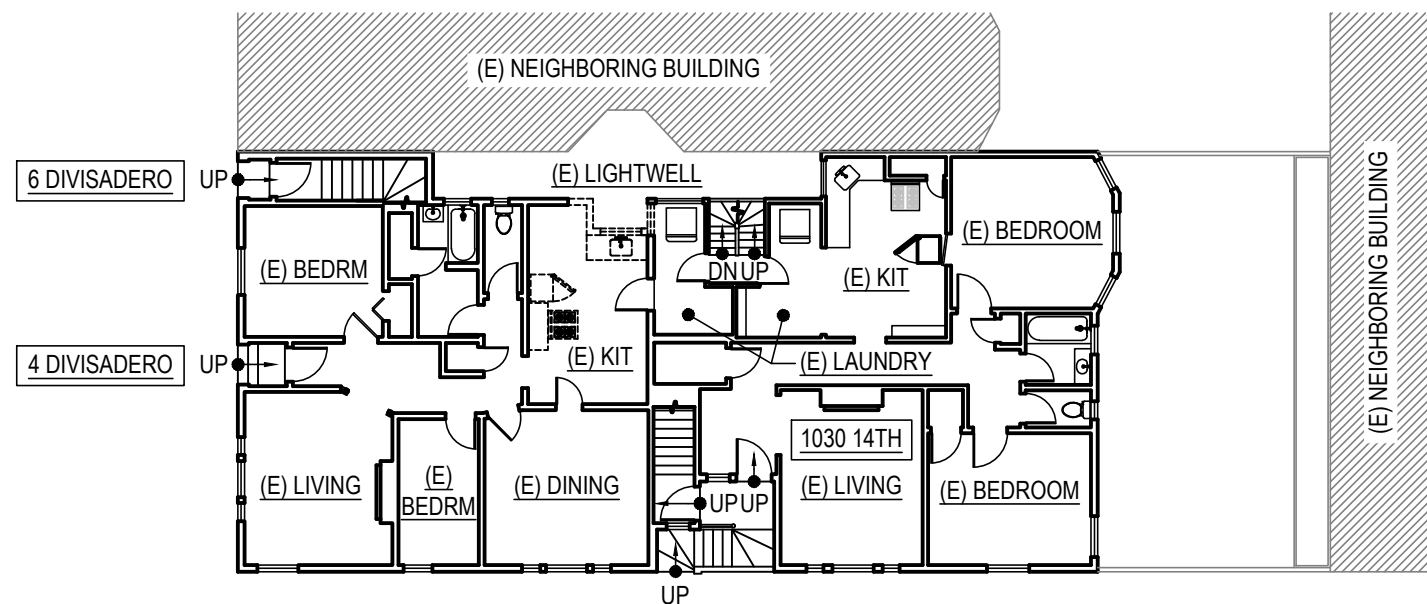 (E) NEIGHBORING BUILDING
6 DIVISADERO
UP
(E) LIGHTWELL
(E) NEIGHBORING BUILDING
(E) BEDROOM
(E) BEDRM
DN UP
(E) KIT
4 DIVISADERO
UP
(E) KIT
(E) LAUNDRY
1030 14TH
(E) LIVING
(E)
BEDRM
(E) DINING
UP UP
(E) LIVING
(E) BEDROOM
UP